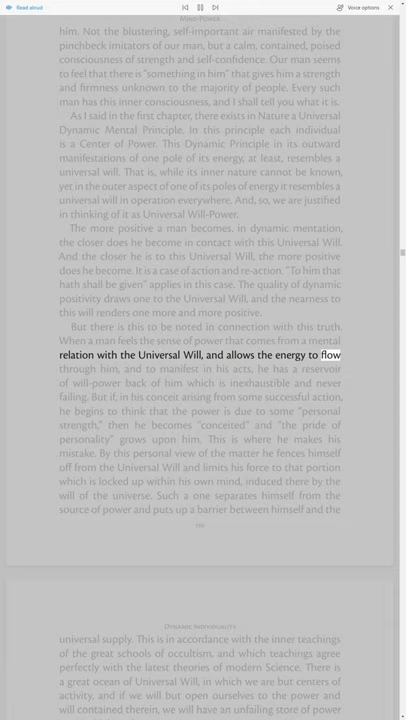 Read aloud
Voice options
MIND-POWER
him. Not the blustering, self-important air manifested by the
pinchbeck imitators of our man, but a calm, contained, poised
consciousness of strength and self-confidence. Our man seems
to feel that there is "something in him" that gives him a strength
and firmness unknown to the majority of people. Every such
man has this inner consciousness, and I shall tell you what it is.
As I said in the first chapter, there exists in Nature a Universal
Dynamic Mental Principle. In this principle each individual
is a Center of Power. This Dynamic Principle in its outward
manifestations of one pole of its energy, at least, resembles a
universal will. That is, while its inner nature cannot be known,
yet in the outer aspect of one of its poles of energy it resembles a
universal will in operation everywhere. And, so, we are justified
in thinking of it as Universal Will-Power.
The more positive a man becomes. in dynamic mentation,
the closer does he become in contact with this Universal Will.
And the closer he is to this Universal Will, the more positive
does he become. It is a case of action and re-action. "To him that
hath shall be given" applies in this case. The quality of dynamic
positivity draws one to the Universal Will, and the nearness to
this will renders one more and more positive.
But there is this to be noted in connection with this truth.
When a man feels the sense of power that comes from a mental
relation with the Universal Will, and allows the energy to flow
through him, and to manifest in his acts, he has a reservoir
of will-power back of him which is inexhaustible and never
failing. But if, in his conceit arising from some successful action,
he begins to think that the power is due to some "personal
strength," then he becomes "conceited" and "the pride of
personality" grows upon him. This is where he makes his
mistake. By this personal view of the matter he fences himself
off from the Universal Will and limits his force to that portion
which is locked up within his own mind, induced there by the
will of the universe. Such a one separates himself from the
source of power and puts up a barrier between himself and the
DYNAMIC INDIVIDUALITY
universal supply. This is in accordance with the inner teachings
of the great schools of occultism, and which teachings agree
perfectly with the latest theories of modern Science. There is
a great ocean of Universal Will, in which we are but centers of
activity, and if we will but open ourselves to the power and
will contained therein, we will have an unfailing store of power